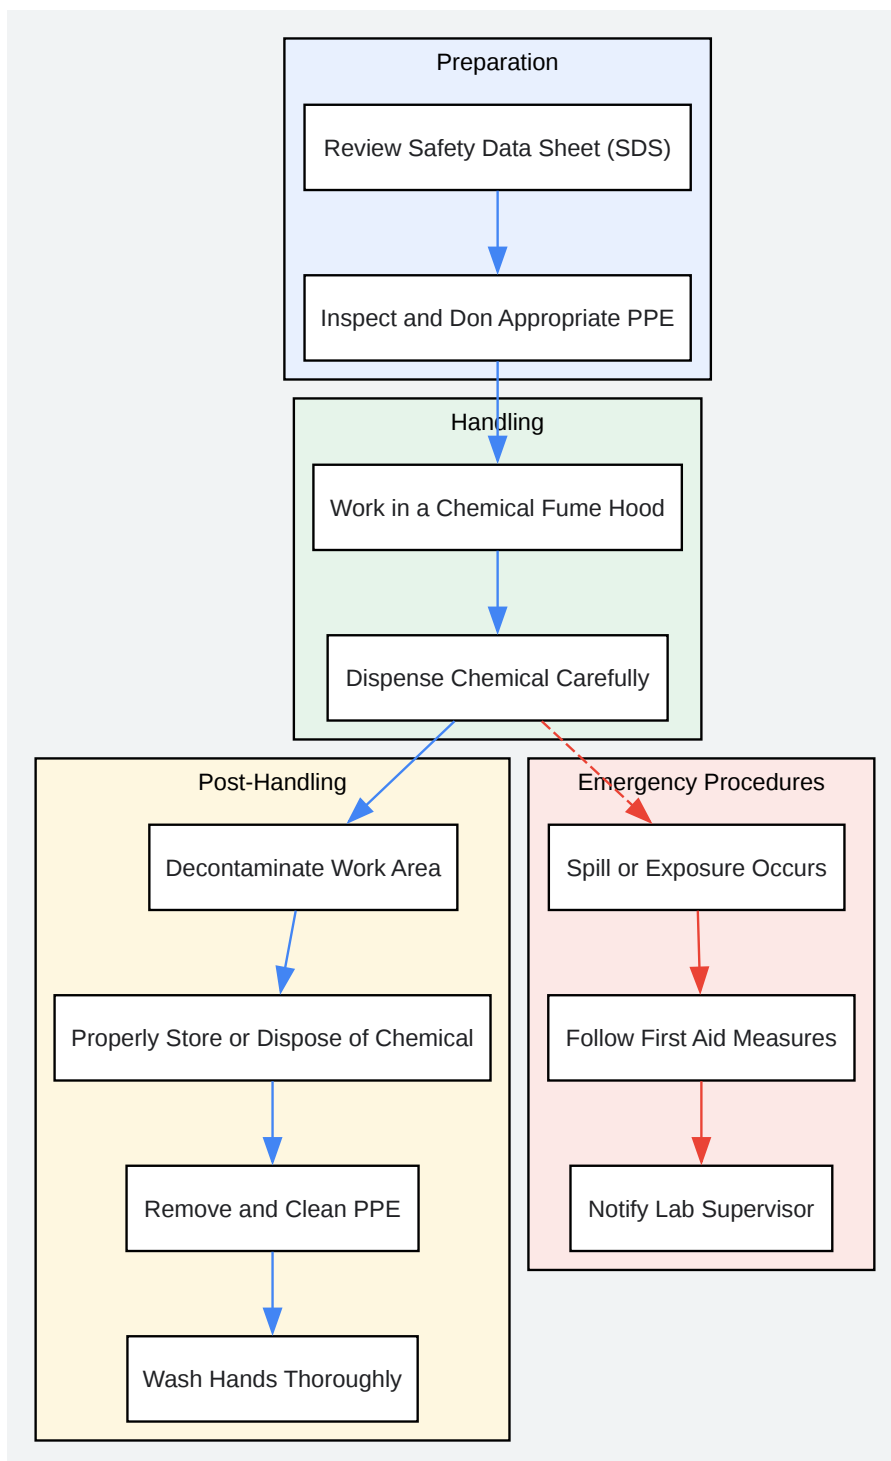 Preparation
Review Safety Data Sheet (SDS)
Inspect and Don Appropriate PPE
Handling
Work in a Chemical Fume Hood
Dispense Chemical Carefully
Post-Handling
Decontaminate Work Area
Properly Store or Dispose of Chemical
Remove and Clean PPE
Wash Hands Thoroughly
Emergency Procedures
Spill or Exposure Occurs
Follow First Aid Measures
Notify Lab Supervisor